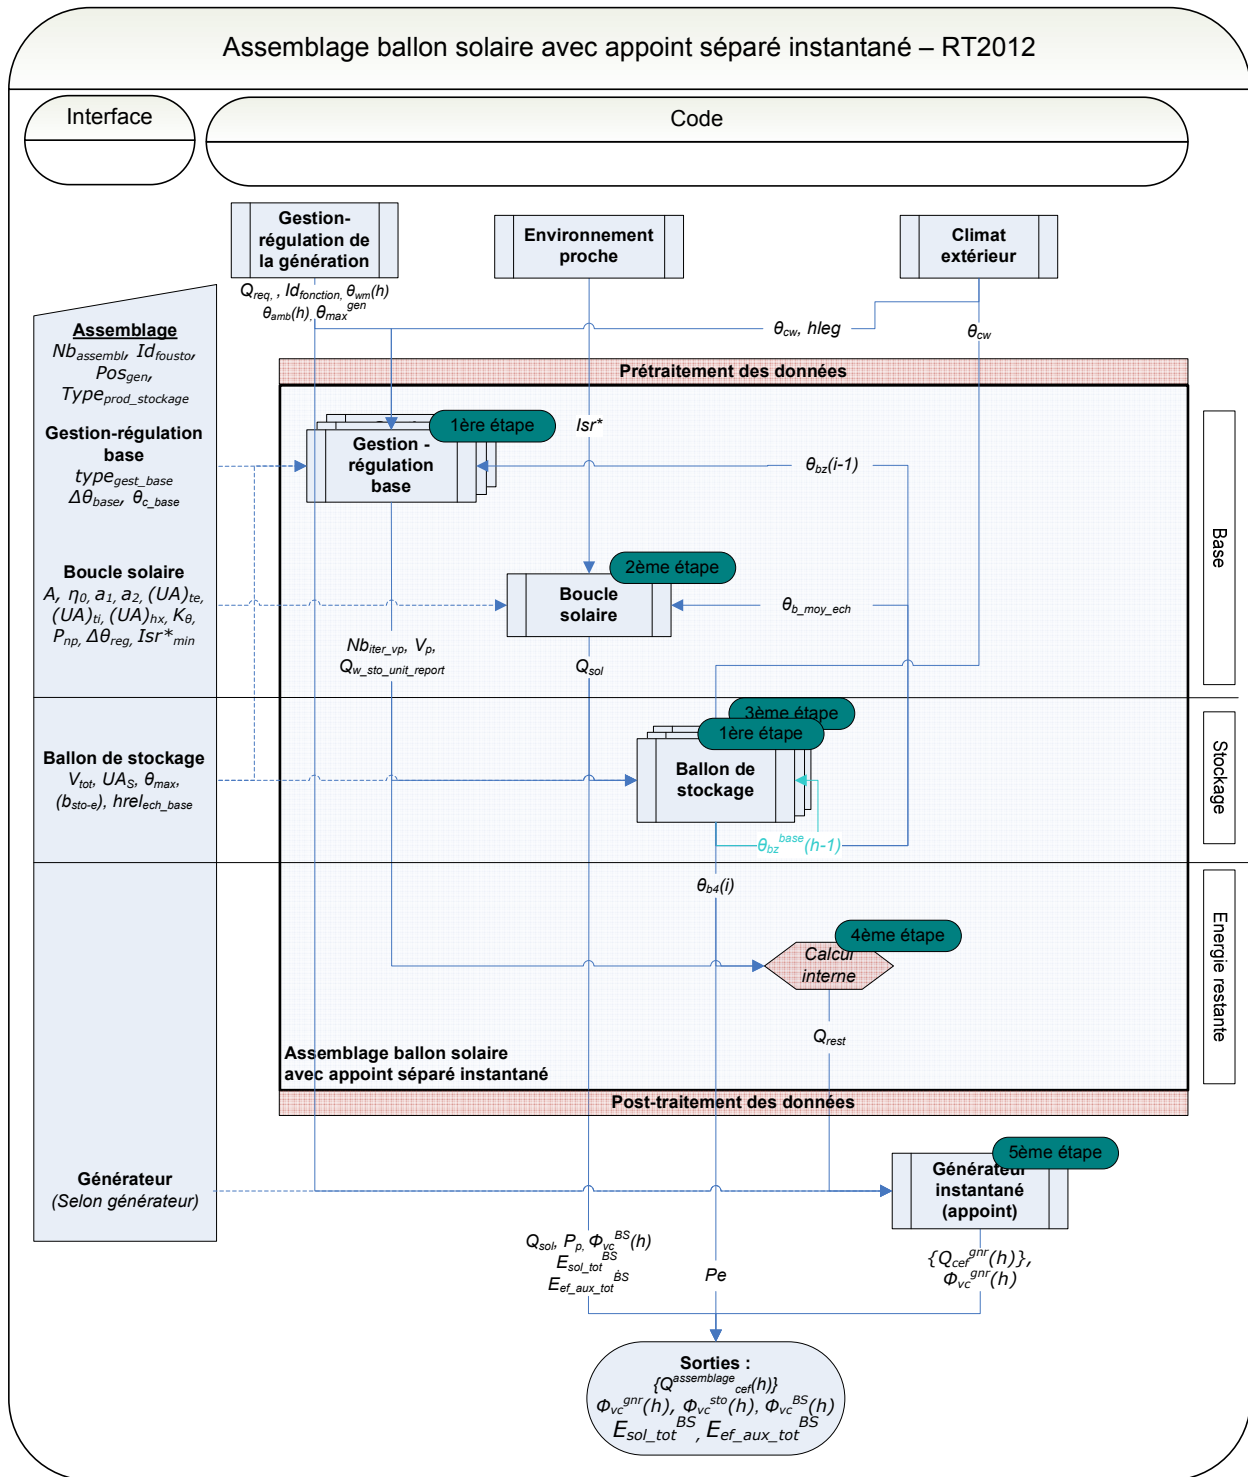 Assemblage ballon solaire avec appoint séparé instantané – RT2012
Interface
Code
Gestion-
régulation de
la génération
Environnement
proche
Climat
extérieur
Q_req, , Id_fonction, θ_wm(h)
θ_amb(h), θ_max^gen
θ_cw, hleg
θ_cw
Assemblage
Nb_assembl, Id_fousto,
Pos_gen,
Type_prod_stockage
Gestion-régulation
base
type_gest_base
Δθ_base, θ_c_base
Boucle solaire
A, η_0, a_1, a_2, (UA)_te,
(UA)_ti, (UA)_hx, K_θ,
P_np, Δθ_reg, Isr*_min
Ballon de stockage
V_tot, UA_S, θ_max,
(b_sto-e), hrel_ech_base
Générateur
(Selon générateur)
Prétraitement des données
1ère étape
Gestion -
régulation
base
Isr*
θ_bz(i-1)
Base
2ème étape
Boucle
solaire
θ_b_moy_ech
Nb_iter_vp, V_p,
Q_w_sto_unit_report
Q_sol
3ème étape
1ère étape
Ballon de
stockage
θ_bz^base(h-1)
Stockage
θ_b4(i)
4ème étape
Calcul
interne
Q_rest
Energie restante
Assemblage ballon solaire
avec appoint séparé instantané
Post-traitement des données
5ème étape
Générateur
instantané
(appoint)
Q_sol, P_p, Φ_vc^BS(h)
E_sol_tot^BS
E_ef_aux_tot^BS
Pe
{Q_cef^gnr(h)},
Φ_vc^gnr(h)
Sorties :
{Q^assemblage_cef(h)}
Φ_vc^gnr(h), Φ_vc^sto(h), Φ_vc^BS(h)
E_sol_tot^BS, E_ef_aux_tot^BS